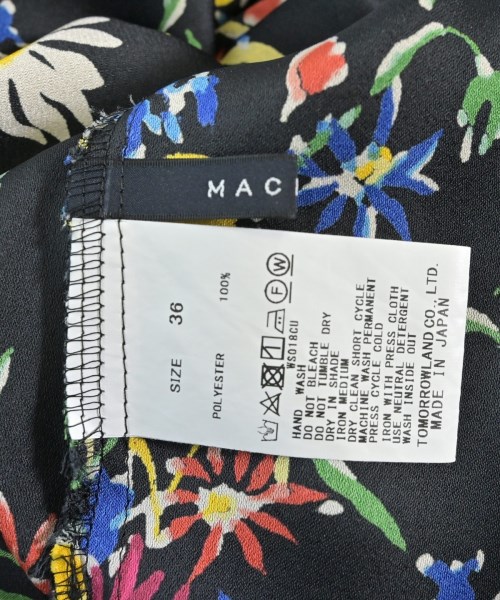 MAC
SIZE 36
POLYESTER 100%
WS018CU
HAND WASH
DO NOT BLEACH
DO NOT TUMBLE DRY
DRY IN SHADE
IRON MEDIUM
DRY CLEAN SHORT CYCLE
MACHINE WASH PERMANENT
PRESS CYCLE COLD
IRON WITH PRESS CLOTH
USE NEUTRAL DETERGENT
WASH INSIDE OUT
TOMORROWLAND CO., LTD.
MADE IN JAPAN